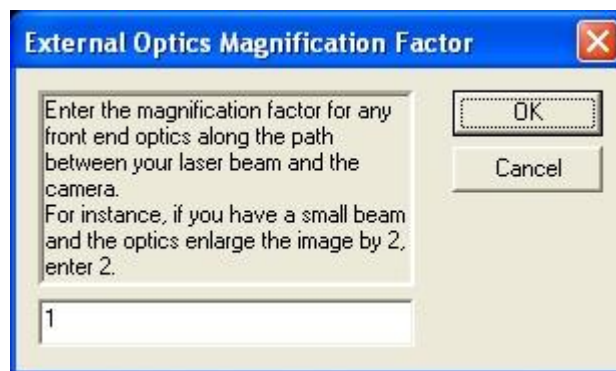 External Optics Magnification Factor
Enter the magnification factor for any
front end optics along the path
between your laser beam and the
camera.
For instance, if you have a small beam
and the optics enlarge the image by 2,
enter 2.
OK
Cancel
1